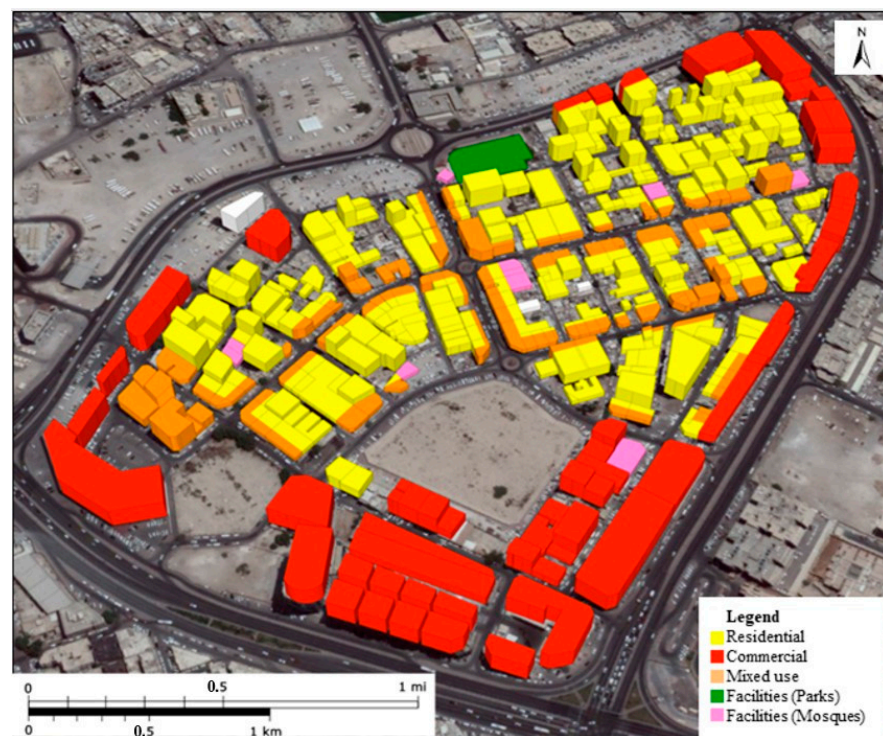 N
Legend
Residential
Commercial
Mixed use
Facilities (Parks)
Facilities (Mosques)
0 0.5 1 mi
0 0.5 1 km